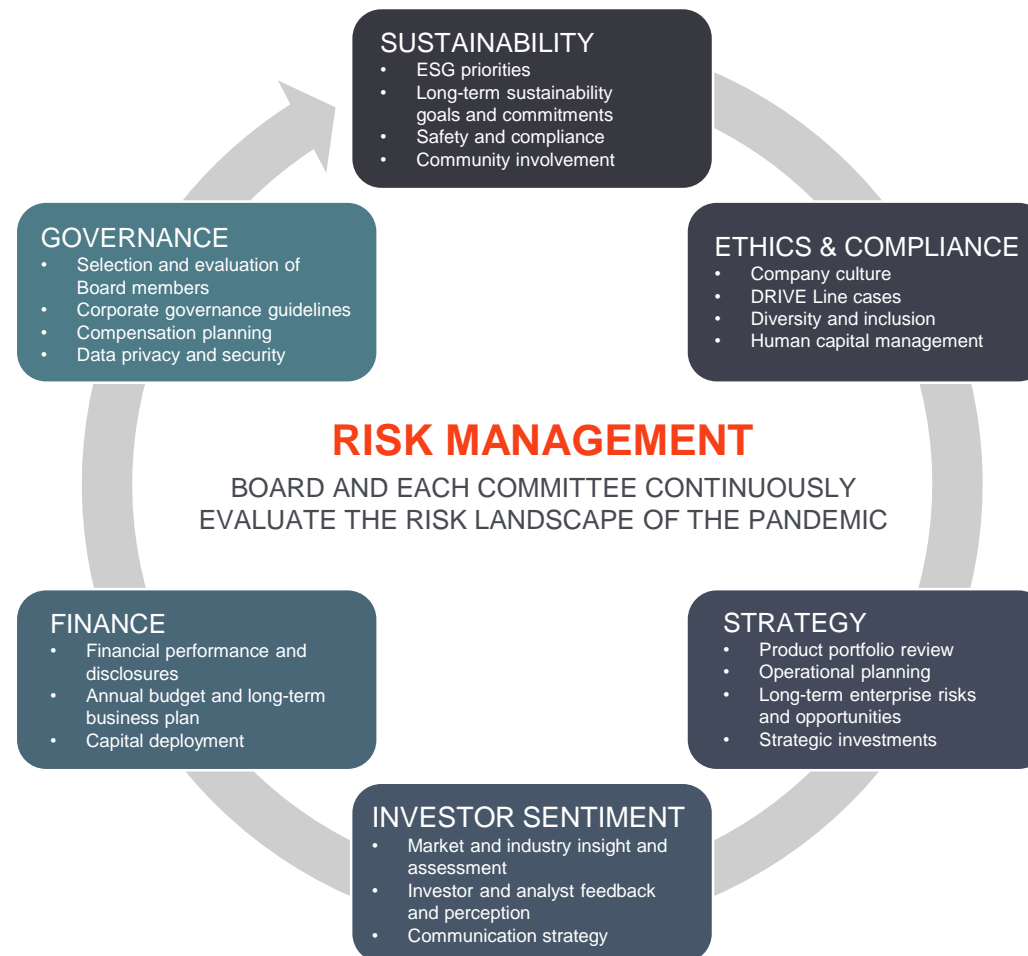 SUSTAINABILITY
• ESG priorities
• Long-term sustainability
goals and commitments
• Safety and compliance
• Community involvement
ETHICS & COMPLIANCE
• Company culture
• DRIVE Line cases
• Diversity and inclusion
• Human capital management
STRATEGY
• Product portfolio review
• Operational planning
• Long-term enterprise risks
and opportunities
• Strategic investments
INVESTOR SENTIMENT
• Market and industry insight and
assessment
• Investor and analyst feedback
and perception
• Communication strategy
FINANCE
• Financial performance and
disclosures
• Annual budget and long-term
business plan
• Capital deployment
GOVERNANCE
• Selection and evaluation of
Board members
• Corporate governance guidelines
• Compensation planning
• Data privacy and security
RISK MANAGEMENT
BOARD AND EACH COMMITTEE CONTINUOUSLY
EVALUATE THE RISK LANDSCAPE OF THE PANDEMIC